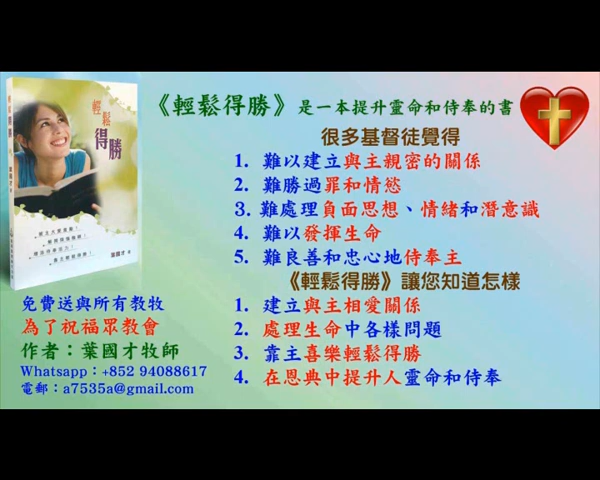 《輕鬆得勝》是一本提升靈命和侍奉的書
很多基督徒覺得
1. 難以建立與主親密的關係
2. 難勝過罪和情慾
3. 難處理負面思想、情緒和潛意識
4. 難以發揮生命
5. 難良善和忠心地侍奉主
《輕鬆得勝》讓您知道怎樣
1. 建立與主相愛關係
2. 處理生命中各樣問題
3. 靠主喜樂輕鬆得勝
4. 在恩典中提升人靈命和侍奉
輕鬆
得勝
葉國才 著
免費送與所有教牧
為了祝福眾教會
作者：葉國才牧師
Whatsapp：+852 94088617
電郵：a7535a@gmail.com